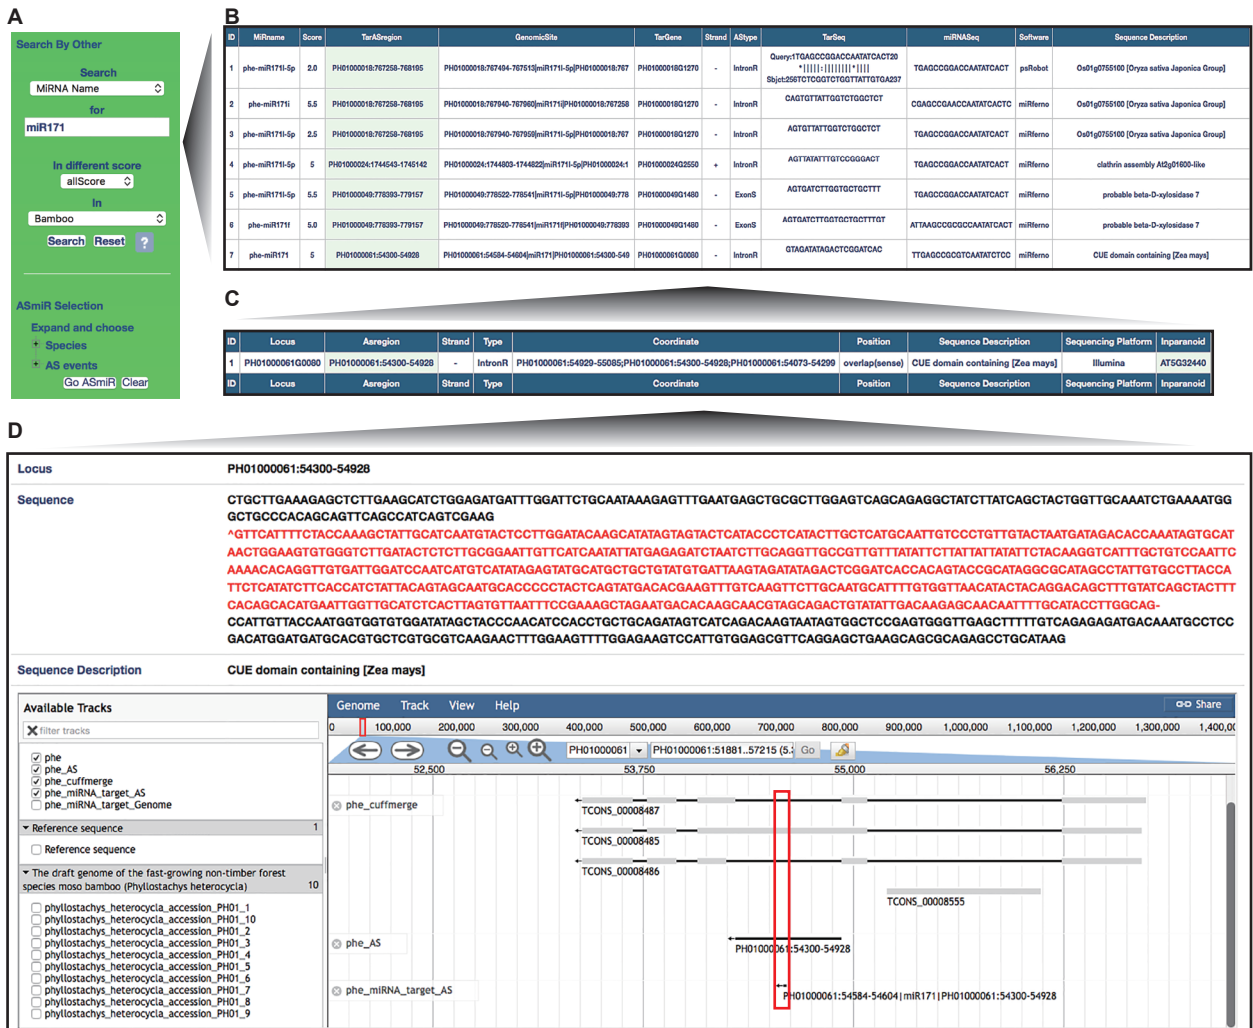 A
Search By Other
Search
MiRNA Name
for
miR171
In different score
allScore
In
Bamboo
Search Reset ?
ASmiR Selection
Expand and choose
Species
AS events
Go ASmiR Clear
B
ID MiRname Score TarASregion GenomicSite TarGene Strand AStype TarSeq miRNASeq Software Sequence Description
Query:1TGAGCCGGACCAATATCACT20
1 phe-miR171l-5p 2.0 PH01000018:767258-768195 PH01000018:767494-767513|miR171l-5p|PH01000018:767 PH01000018G1270 - IntronR *|||||:||||||||*|||| TGAGCCGGACCAATATCACT psRobot Os01g0755100 [Oryza sativa Japonica Group]
Sbjct:256TCTCGGTCTGGTTATTGTGA237
2 phe-miR171i 5.5 PH01000018:767258-768195 PH01000018:767940-767960|miR171i|PH01000018:767258 PH01000018G1270 - IntronR CAGTGTTATTGGTCTGGCTCT CGAGCCGAACCAATATCACTC miRferno Os01g0755100 [Oryza sativa Japonica Group]
3 phe-miR171l-5p 2.5 PH01000018:767258-768195 PH01000018:767940-767959|miR171l-5p|PH01000018:767 PH01000018G1270 - IntronR AGTGTTATTGGTCTGGCTCT TGAGCCGGACCAATATCACT miRferno Os01g0755100 [Oryza sativa Japonica Group]
4 phe-miR171l-5p 5 PH01000024:1744543-1745142 PH01000024:1744803-1744822|miR171l-5p|PH01000024:1 PH01000024G2550 + IntronR AGTTATATTTGTCCGGGACT TGAGCCGGACCAATATCACT miRferno clathrin assembly At2g01600-like
5 phe-miR171l-5p 5.5 PH01000049:778393-779157 PH01000049:778522-778541|miR171l-5p|PH01000049:778 PH01000049G1480 - ExonS AGTGATCTTGGTGCTGCTTT TGAGCCGGACCAATATCACT miRferno probable beta-D-xylosidase 7
6 phe-miR171f 5.0 PH01000049:778393-779157 PH01000049:778520-778541|miR171f|PH01000049:778393 PH01000049G1480 - ExonS AGTGATCTTGGTGCTGCTTTGT ATTAAGCCGCGCCAATATCACT miRferno probable beta-D-xylosidase 7
7 phe-miR171 5 PH01000061:54300-54928 PH01000061:54584-54604|miR171|PH01000061:54300-549 PH01000061G0080 - IntronR GTAGATATAGACTCGGATCAC TTGAGCCGCGTCAATATCTCC miRferno CUE domain containing [Zea mays]
C
ID Locus Asregion Strand Type Coordinate Position Sequence Description Sequencing Platform Inparanoid
1 PH01000061G0080 PH01000061:54300-54928 - IntronR PH01000061:54929-55085;PH01000061:54300-54928;PH01000061:54073-54299 overlap(sense) CUE domain containing [Zea mays] Illumina AT5G32440
ID Locus Asregion Strand Type Coordinate Position Sequence Description Sequencing Platform Inparanoid
D
Locus PH01000061:54300-54928
Sequence CTGCTTGAAAGAGCTCTTGAAGCATCTGGAGATGATTTGGATTCTGCAATAAAGAGTTTGAATGAGCTGCGCTTGGAGTCAGCAGAGGCTATCTTATCAGCTACTGGTTGCAAATCTGAAAATGG
GCTGCCCACAGCAGTTCAGCCATCAGTCGAAG
^GTTCATTTTCTACCAAAGCTATTGCATCAATGTACTCCTTGGATACAAGCATATAGTAGTACTCATACCCTCATACTTGCTCATGCAATTGTCCCTGTTGTACTAATGATAGACACCAAATAGTGCAT
AACTGGAAGTGTGGGTCTTGATACTCTCTTGCGGAATTGTTCATCAATATTATGAGAGATCTAATCTTGCAGGTTGCCGTTGTTTATATTCTTATTATTATATTCTACAAGGTCATTTGCTGTCCAATTC
AAAACACAGGTTGTGATTGGATCCAATCATGTCATATAGAGTATGCATGCTGCTGTATGTGATTAAGTAGATATAGACTCGGATCACCACAGTACCGCATAGGCGCATAGCCTATTGTGCCTTACCA
TTCTCATATCTTCACCATCTATTACAGTAGCAATGCACCCCCTACTCAGTATGACACGAAGTTTGTCAAGTTCTTGCAATGCATTTTGTGGTTAACATACTACAGGACAGCTTTGTATCAGCTACTTT
CACAGCACATGAATTGGTTGCATCTCACTTAGTGTTAATTTCCGAAAGCTAGAATGACACAAGCAACGTAGCAGACTGTATATTGACAAGAGCAACAATTTTGCATACCTTGGCAG-
CCATTGTTACCAATGGTGGTGTGGATATAGCTACCCAACATCCACCTGCTGCAGATAGTCATCAGACAAGTAATAGTGGCTCCGAGTGGGTTGAGCTTTTTGTCAGAGAGATGACAAATGCCTCC
GACATGGATGATGCACGTGCTCGTGCGTCAAGAACTTTGGAAGTTTTGGAGAAGTCCATTGTGGAGCGTTCAGGAGCTGAAGCAGCGCAGAGCCTGCATAAG
Sequence Description CUE domain containing [Zea mays]
Available Tracks
filter tracks
phe
phe_AS
phe_cuffmerge
phe_miRNA_target_AS
phe_miRNA_target_Genome
Reference sequence 1
Reference sequence
The draft genome of the fast-growing non-timber forest
species moso bamboo (Phyllostachys heterocycla) 10
phyllostachys_heterocycla_accession_PH01_1
phyllostachys_heterocycla_accession_PH01_10
phyllostachys_heterocycla_accession_PH01_2
phyllostachys_heterocycla_accession_PH01_3
phyllostachys_heterocycla_accession_PH01_4
phyllostachys_heterocycla_accession_PH01_5
phyllostachys_heterocycla_accession_PH01_6
phyllostachys_heterocycla_accession_PH01_7
phyllostachys_heterocycla_accession_PH01_8
phyllostachys_heterocycla_accession_PH01_9
Genome Track View Help Share
0 100,000 200,000 300,000 400,000 500,000 600,000 700,000 800,000 900,000 1,000,000 1,100,000 1,200,000 1,300,000 1,400,0
PH01000061 PH01000061:51881..57215 (5. Go
52,500 53,750 55,000 56,250
phe_cuffmerge
TCONS_00008487
TCONS_00008485
TCONS_00008486
TCONS_00008555
phe_AS
PH01000061:54300-54928
phe_miRNA_target_AS
PH01000061:54584-54604|miR171|PH01000061:54300-54928